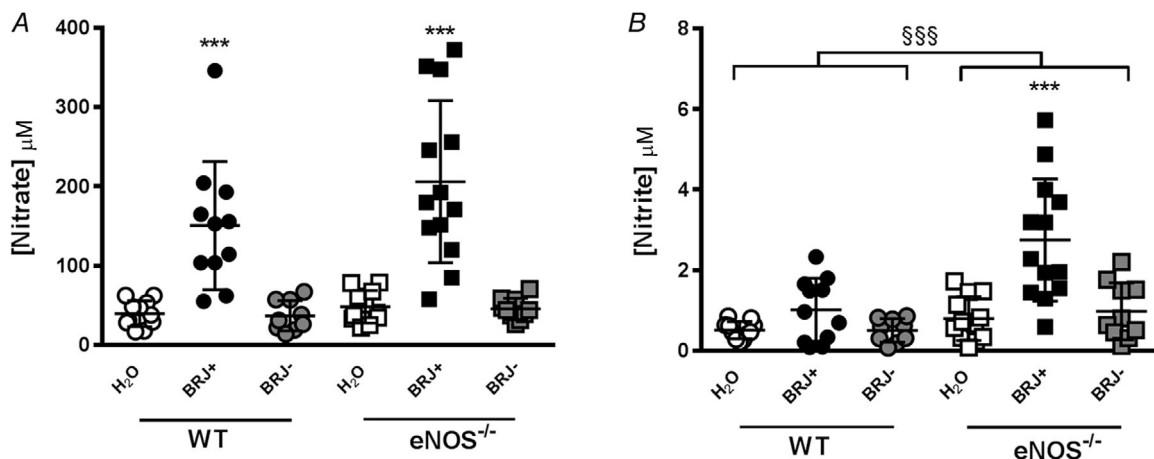 A
[Nitrate] µM
400
300
200
100
0
***
***
H₂O
BRJ+
BRJ-
H₂O
BRJ+
BRJ-
WT
eNOS⁻/⁻
B
[Nitrite] µM
8
6
4
2
0
§§§
***
H₂O
BRJ+
BRJ-
H₂O
BRJ+
BRJ-
WT
eNOS⁻/⁻